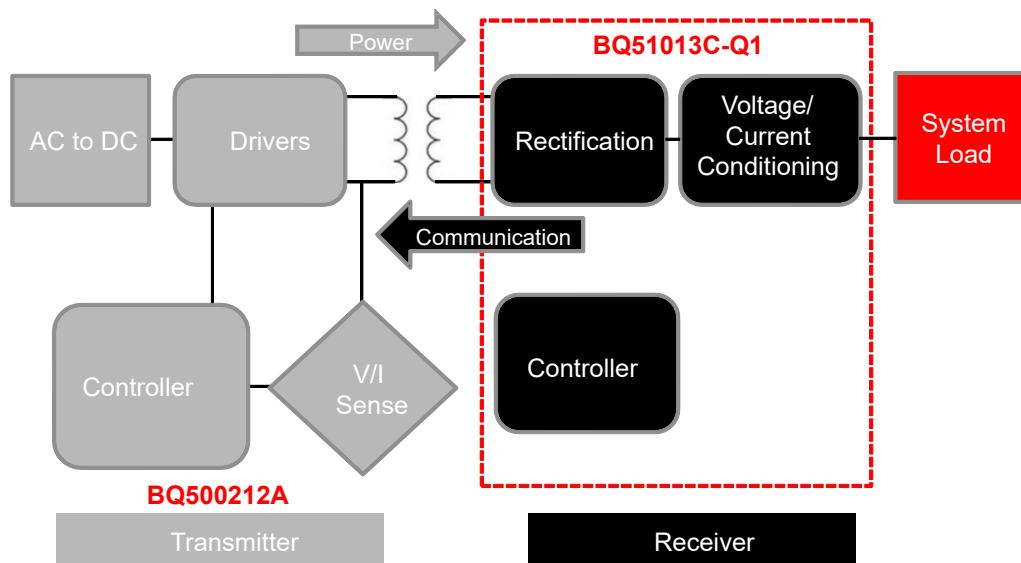 Power
BQ51013C-Q1
AC to DC
Drivers
Rectification
Voltage/
Current
Conditioning
System
Load
Communication
Controller
V/I
Sense
Controller
BQ500212A
Transmitter
Receiver